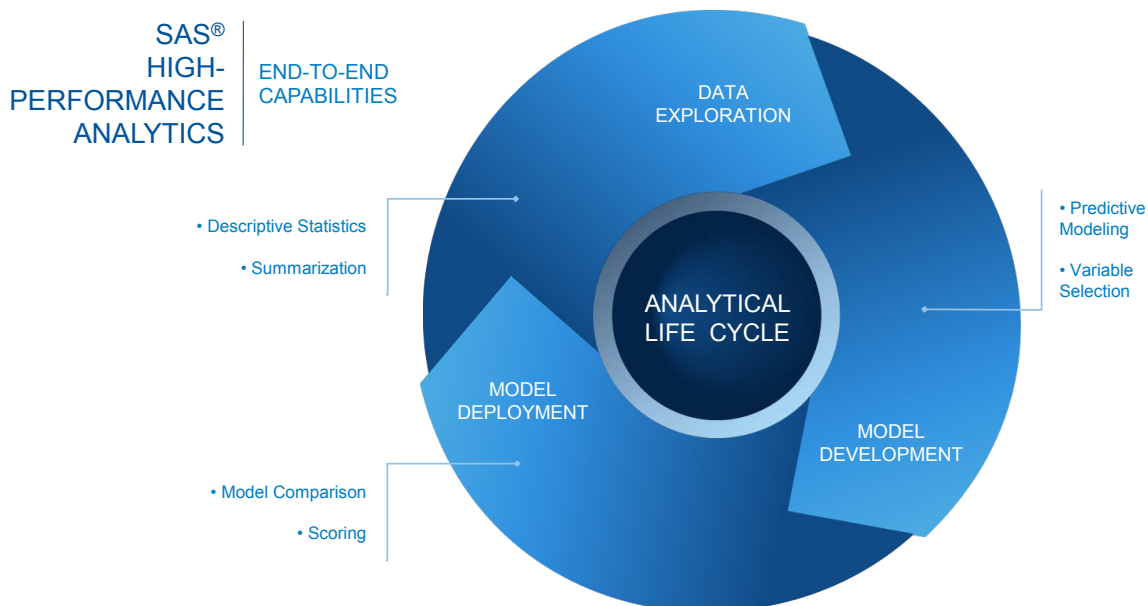 SAS®
HIGH-
PERFORMANCE
ANALYTICS
END-TO-END
CAPABILITIES
DATA
EXPLORATION
• Descriptive Statistics
• Summarization
• Predictive
Modeling
• Variable
Selection
ANALYTICAL
LIFE CYCLE
MODEL
DEPLOYMENT
MODEL
DEVELOPMENT
• Model Comparison
• Scoring